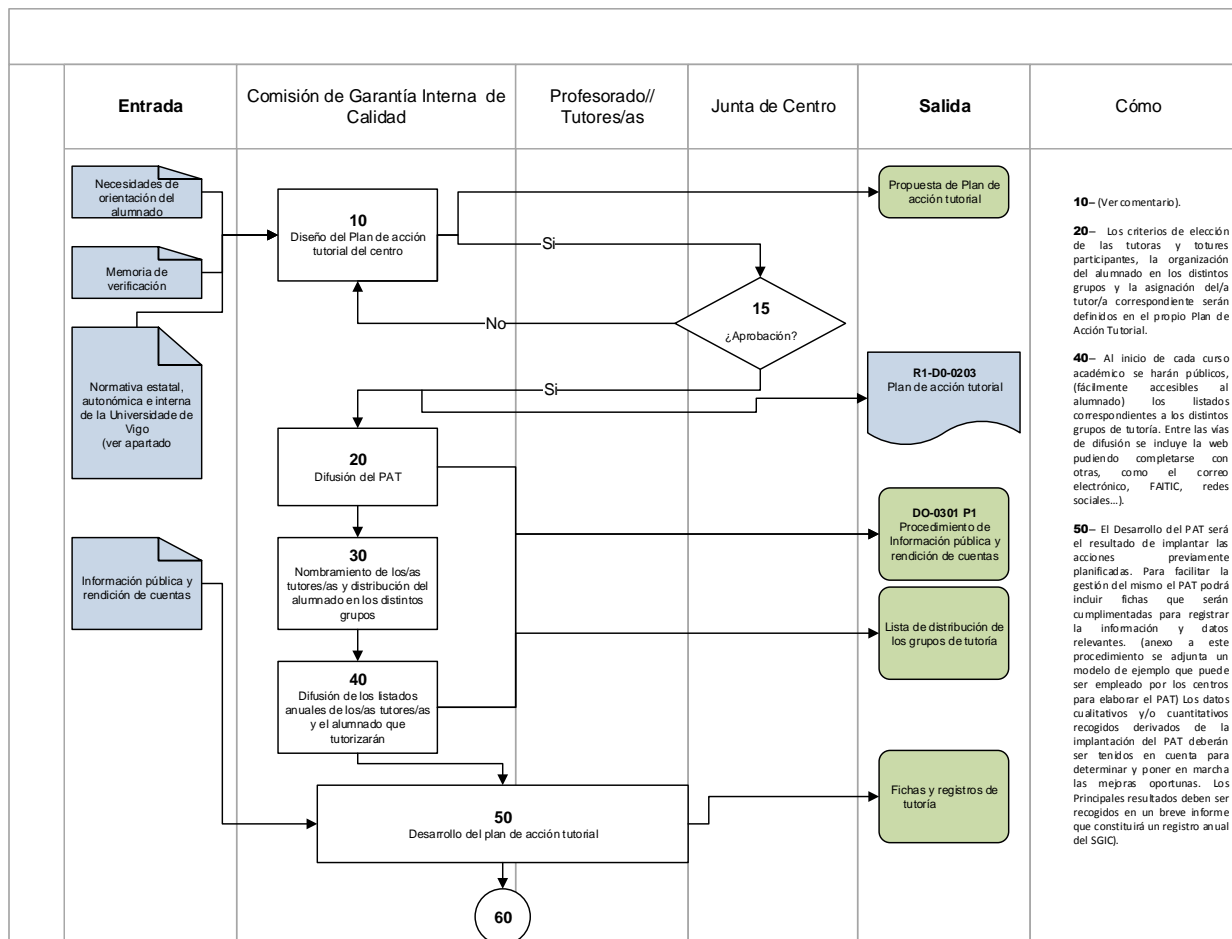 Entrada
Comisión de Garantía Interna de
Calidad
Profesorado//
Tutores/as
Junta de Centro
Salida
Cómo
Necesidades de
orientación del
alumnado
Memoria de
verificación
Normativa estatal,
autonómica e interna
de la Universidade de
Vigo
(ver apartado
Información pública y
rendición de cuentas
10
Diseño del Plan de acción
tutorial del centro
Si
No
15
¿Aprobación?
Si
20
Difusión del PAT
30
Nombramiento de los/as
tutores/as y distribución del
alumnado en los distintos
grupos
40
Difusión de los listados
anuales de los/as tutores/as
y el alumnado que
tutorizarán
50
Desarrollo del plan de acción tutorial
60
Propuesta de Plan de
acción tutorial
R1-D0-0203
Plan de acción tutorial
DO-0301 P1
Procedimiento de
Información pública y
rendición de cuentas
Lista de distribución de
los grupos de tutoría
Fichas y registros de
tutoría
10– (Ver comentario).
20– Los criterios de elección
de las tutoras y totures
participantes, la organización
del alumnado en los distintos
grupos y la asignación del/a
tutor/a correspondiente serán
definidos en el propio Plan de
Acción Tutorial.
40– Al inicio de cada curso
académico se harán públicos,
(fácilmente accesibles al
alumnado) los listados
correspondientes a los distintos
grupos de tutoría. Entre las vías
de difusión se incluye la web
pudiendo completarse con
otras, como el correo
electrónico, FAITIC, redes
sociales...).
50– El Desarrollo del PAT será
el resultado de implantar las
acciones previamente
planificadas. Para facilitar la
gestión del mismo el PAT podrá
incluir fichas que serán
cumplimentadas para registrar
la información y datos
relevantes. (anexo a este
procedimiento se adjunta un
modelo de ejemplo que puede
ser empleado por los centros
para elaborar el PAT) Los datos
cualitativos y/o cuantitativos
recogidos derivados de la
implantación del PAT deberán
ser tenidos en cuenta para
determinar y poner en marcha
las mejoras oportunas. Los
Principales resultados deben ser
recogidos en un breve informe
que constituirá un registro anual
del SGIC).